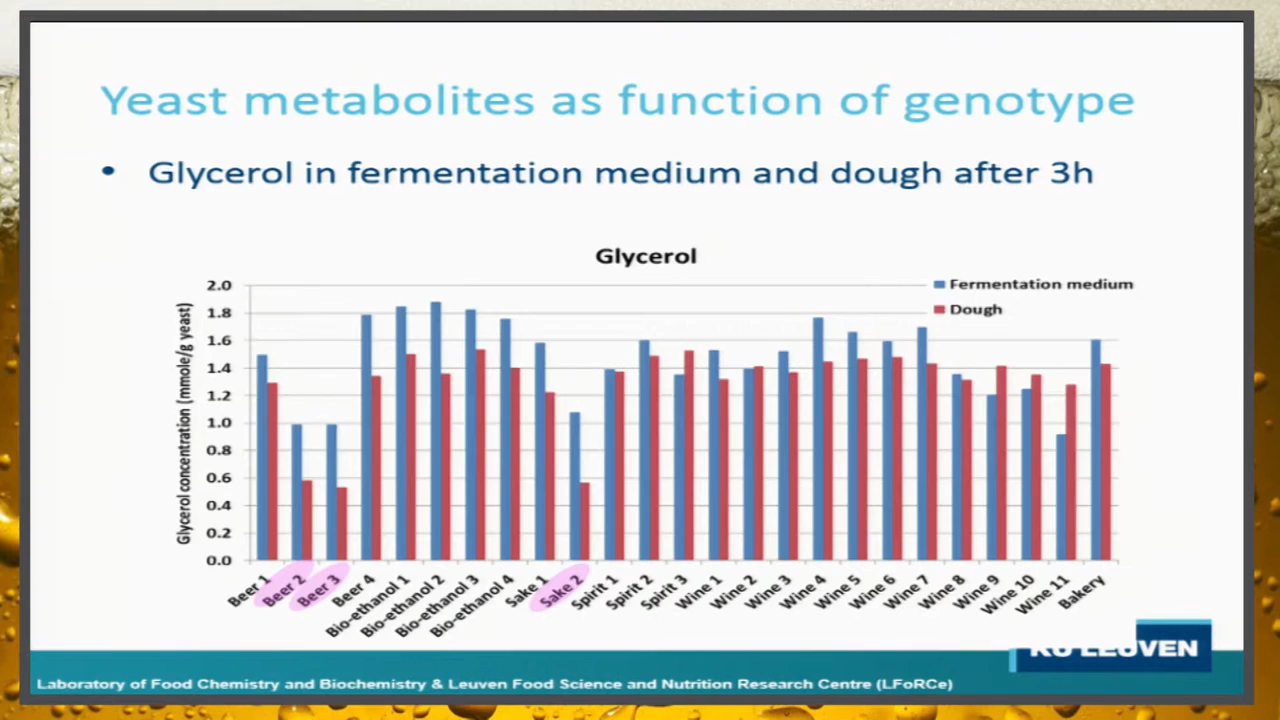 Yeast metabolites as function of genotype
• Glycerol in fermentation medium and dough after 3h
Glycerol
Fermentation medium
Dough
Glycerol concentration (mmole/g yeast)
2.0
1.8
1.6
1.4
1.2
1.0
0.8
0.6
0.4
0.2
0.0
Beer 1
Beer 2
Beer 3
Beer 4
Bio-ethanol 1
Bio-ethanol 2
Bio-ethanol 3
Bio-ethanol 4
Sake 1
Sake 2
Spirit 1
Spirit 2
Spirit 3
Wine 1
Wine 2
Wine 3
Wine 4
Wine 5
Wine 6
Wine 7
Wine 8
Wine 9
Wine 10
Wine 11
Bakery
KU LEUVEN
Laboratory of Food Chemistry and Biochemistry & Leuven Food Science and Nutrition Research Centre (LFoRCe)